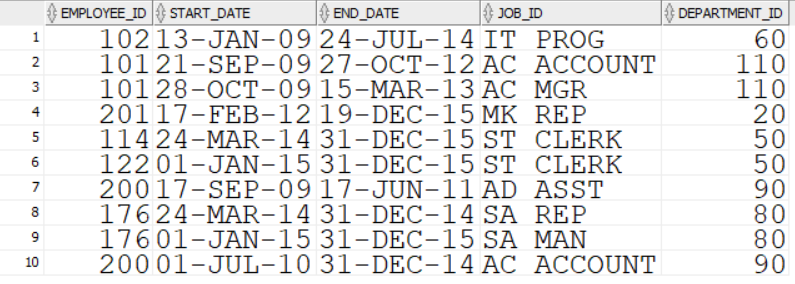 EMPLOYEE_ID START_DATE END_DATE JOB_ID DEPARTMENT_ID
1 102 13-JAN-09 24-JUL-14 IT PROG 60
2 101 21-SEP-09 27-OCT-12 AC ACCOUNT 110
3 101 28-OCT-09 15-MAR-13 AC MGR 110
4 201 17-FEB-12 19-DEC-15 MK REP 20
5 114 24-MAR-14 31-DEC-15 ST CLERK 50
6 122 01-JAN-15 31-DEC-15 ST CLERK 50
7 200 17-SEP-09 17-JUN-11 AD ASST 90
8 176 24-MAR-14 31-DEC-14 SA REP 80
9 176 01-JAN-15 31-DEC-15 SA MAN 80
10 200 01-JUL-10 31-DEC-14 AC ACCOUNT 90